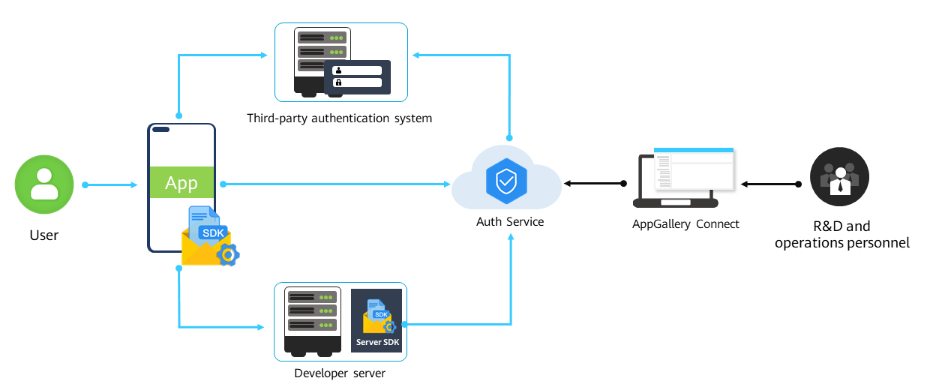 Third-party authentication system
App
SDK
User
Auth Service
AppGallery Connect
R&D and
operations personnel
SDK
Server SDK
Developer server